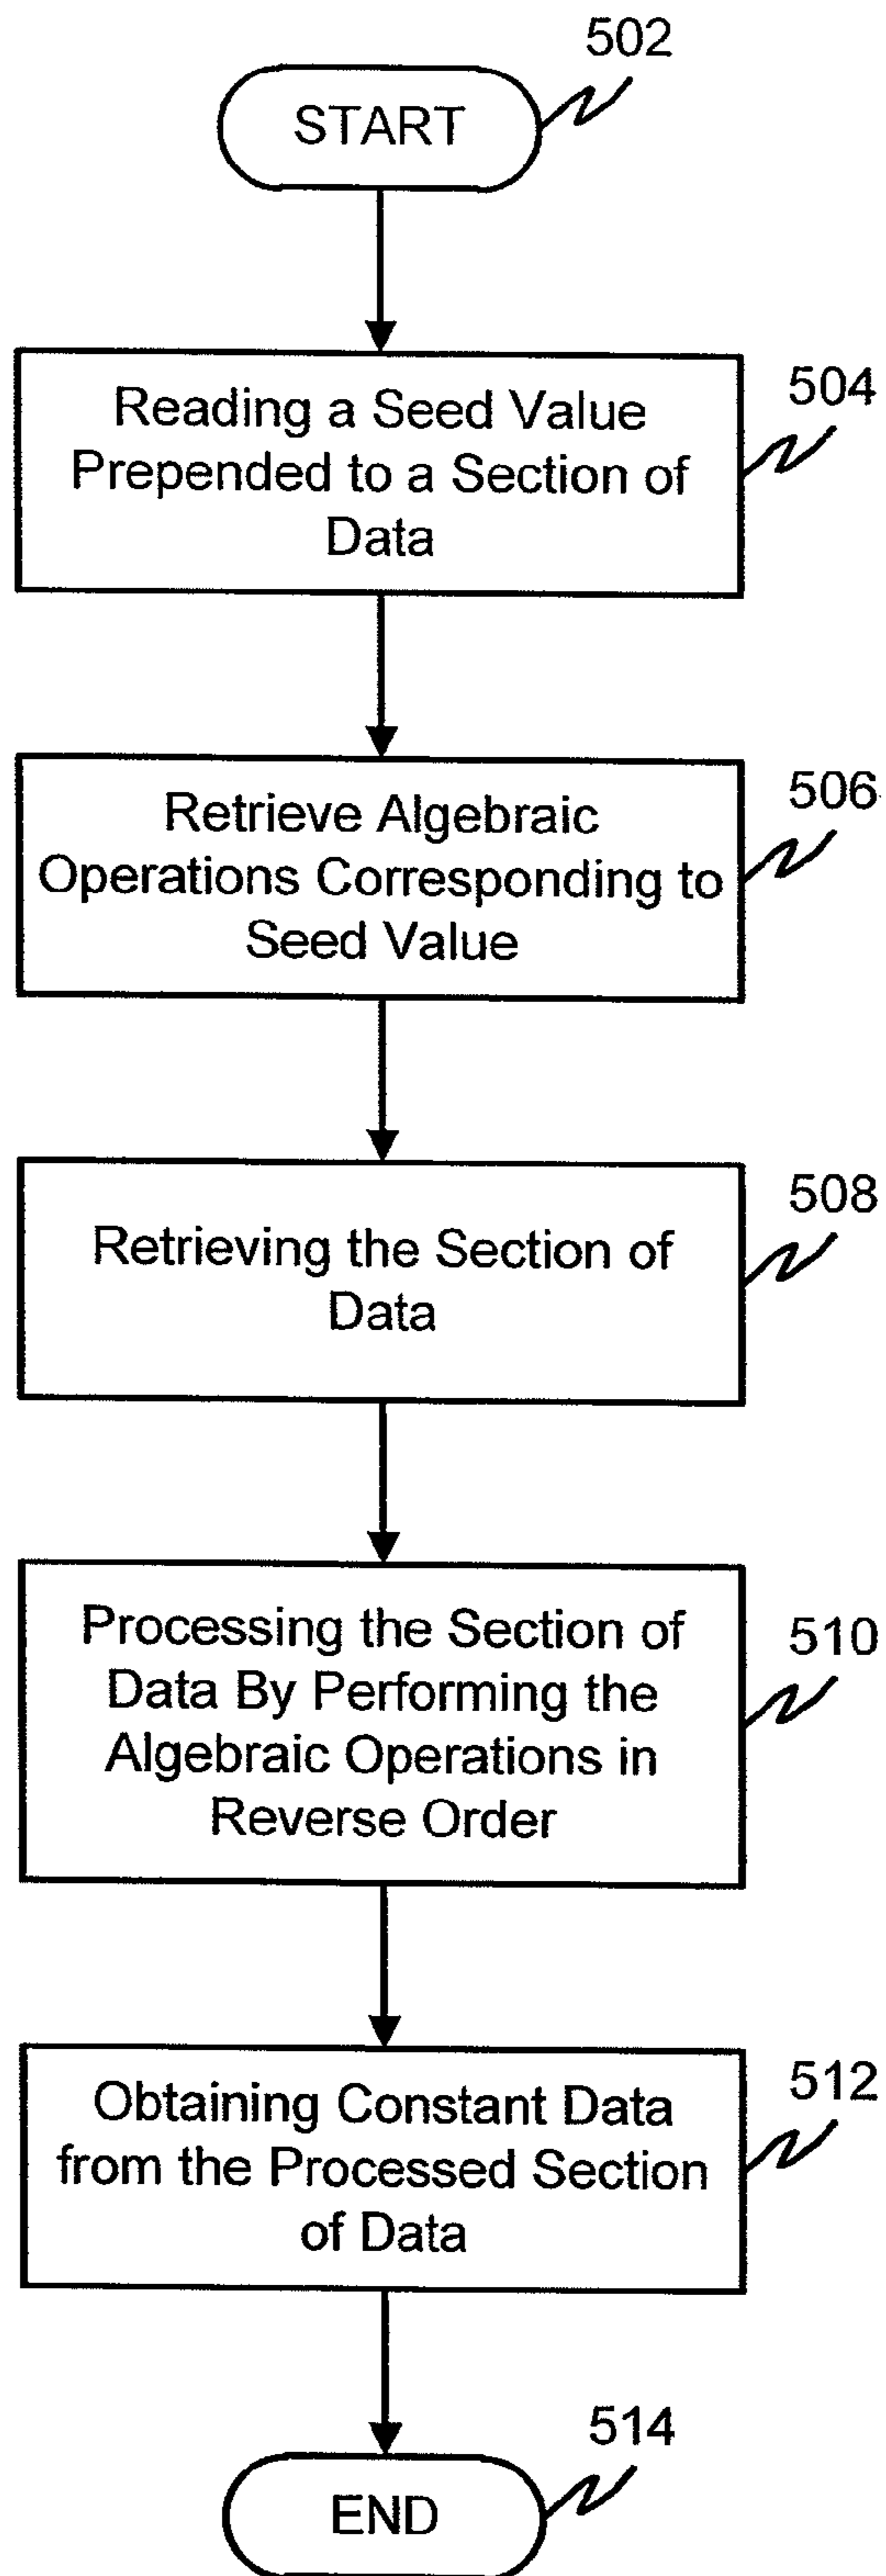 502
START
504
Reading a Seed Value
Prepended to a Section of
Data
506
Retrieve Algebraic
Operations Corresponding to
Seed Value
508
Retrieving the Section of
Data
510
Processing the Section of
Data By Performing the
Algebraic Operations in
Reverse Order
512
Obtaining Constant Data
from the Processed Section
of Data
514
END